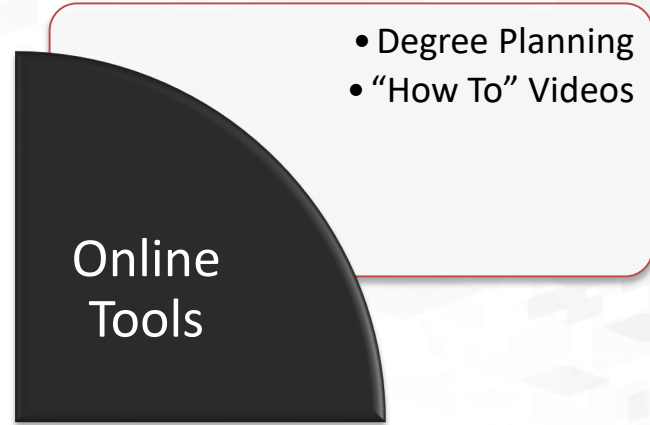 • Degree Planning
• “How To” Videos
Online
Tools